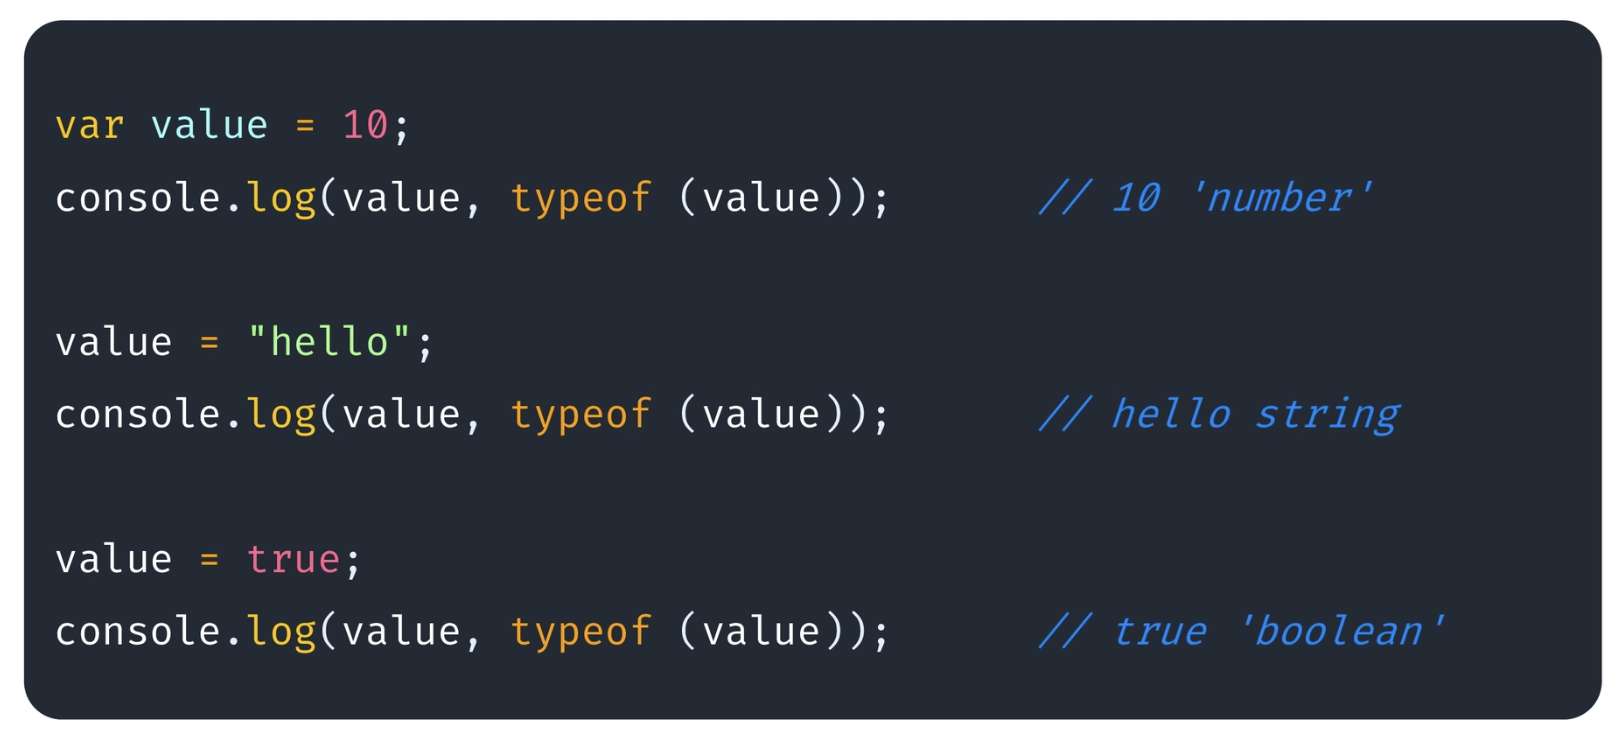 var value = 10;
console.log(value, typeof (value));      // 10 'number'
value = "hello";
console.log(value, typeof (value));      // hello string
value = true;
console.log(value, typeof (value));      // true 'boolean'